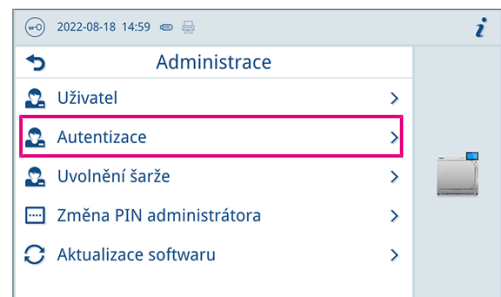 2022-08-18 14:59
Administrace
Uživatel
Autentizace
Uvolnění šarže
Změna PIN administrátora
Aktualizace softwaru